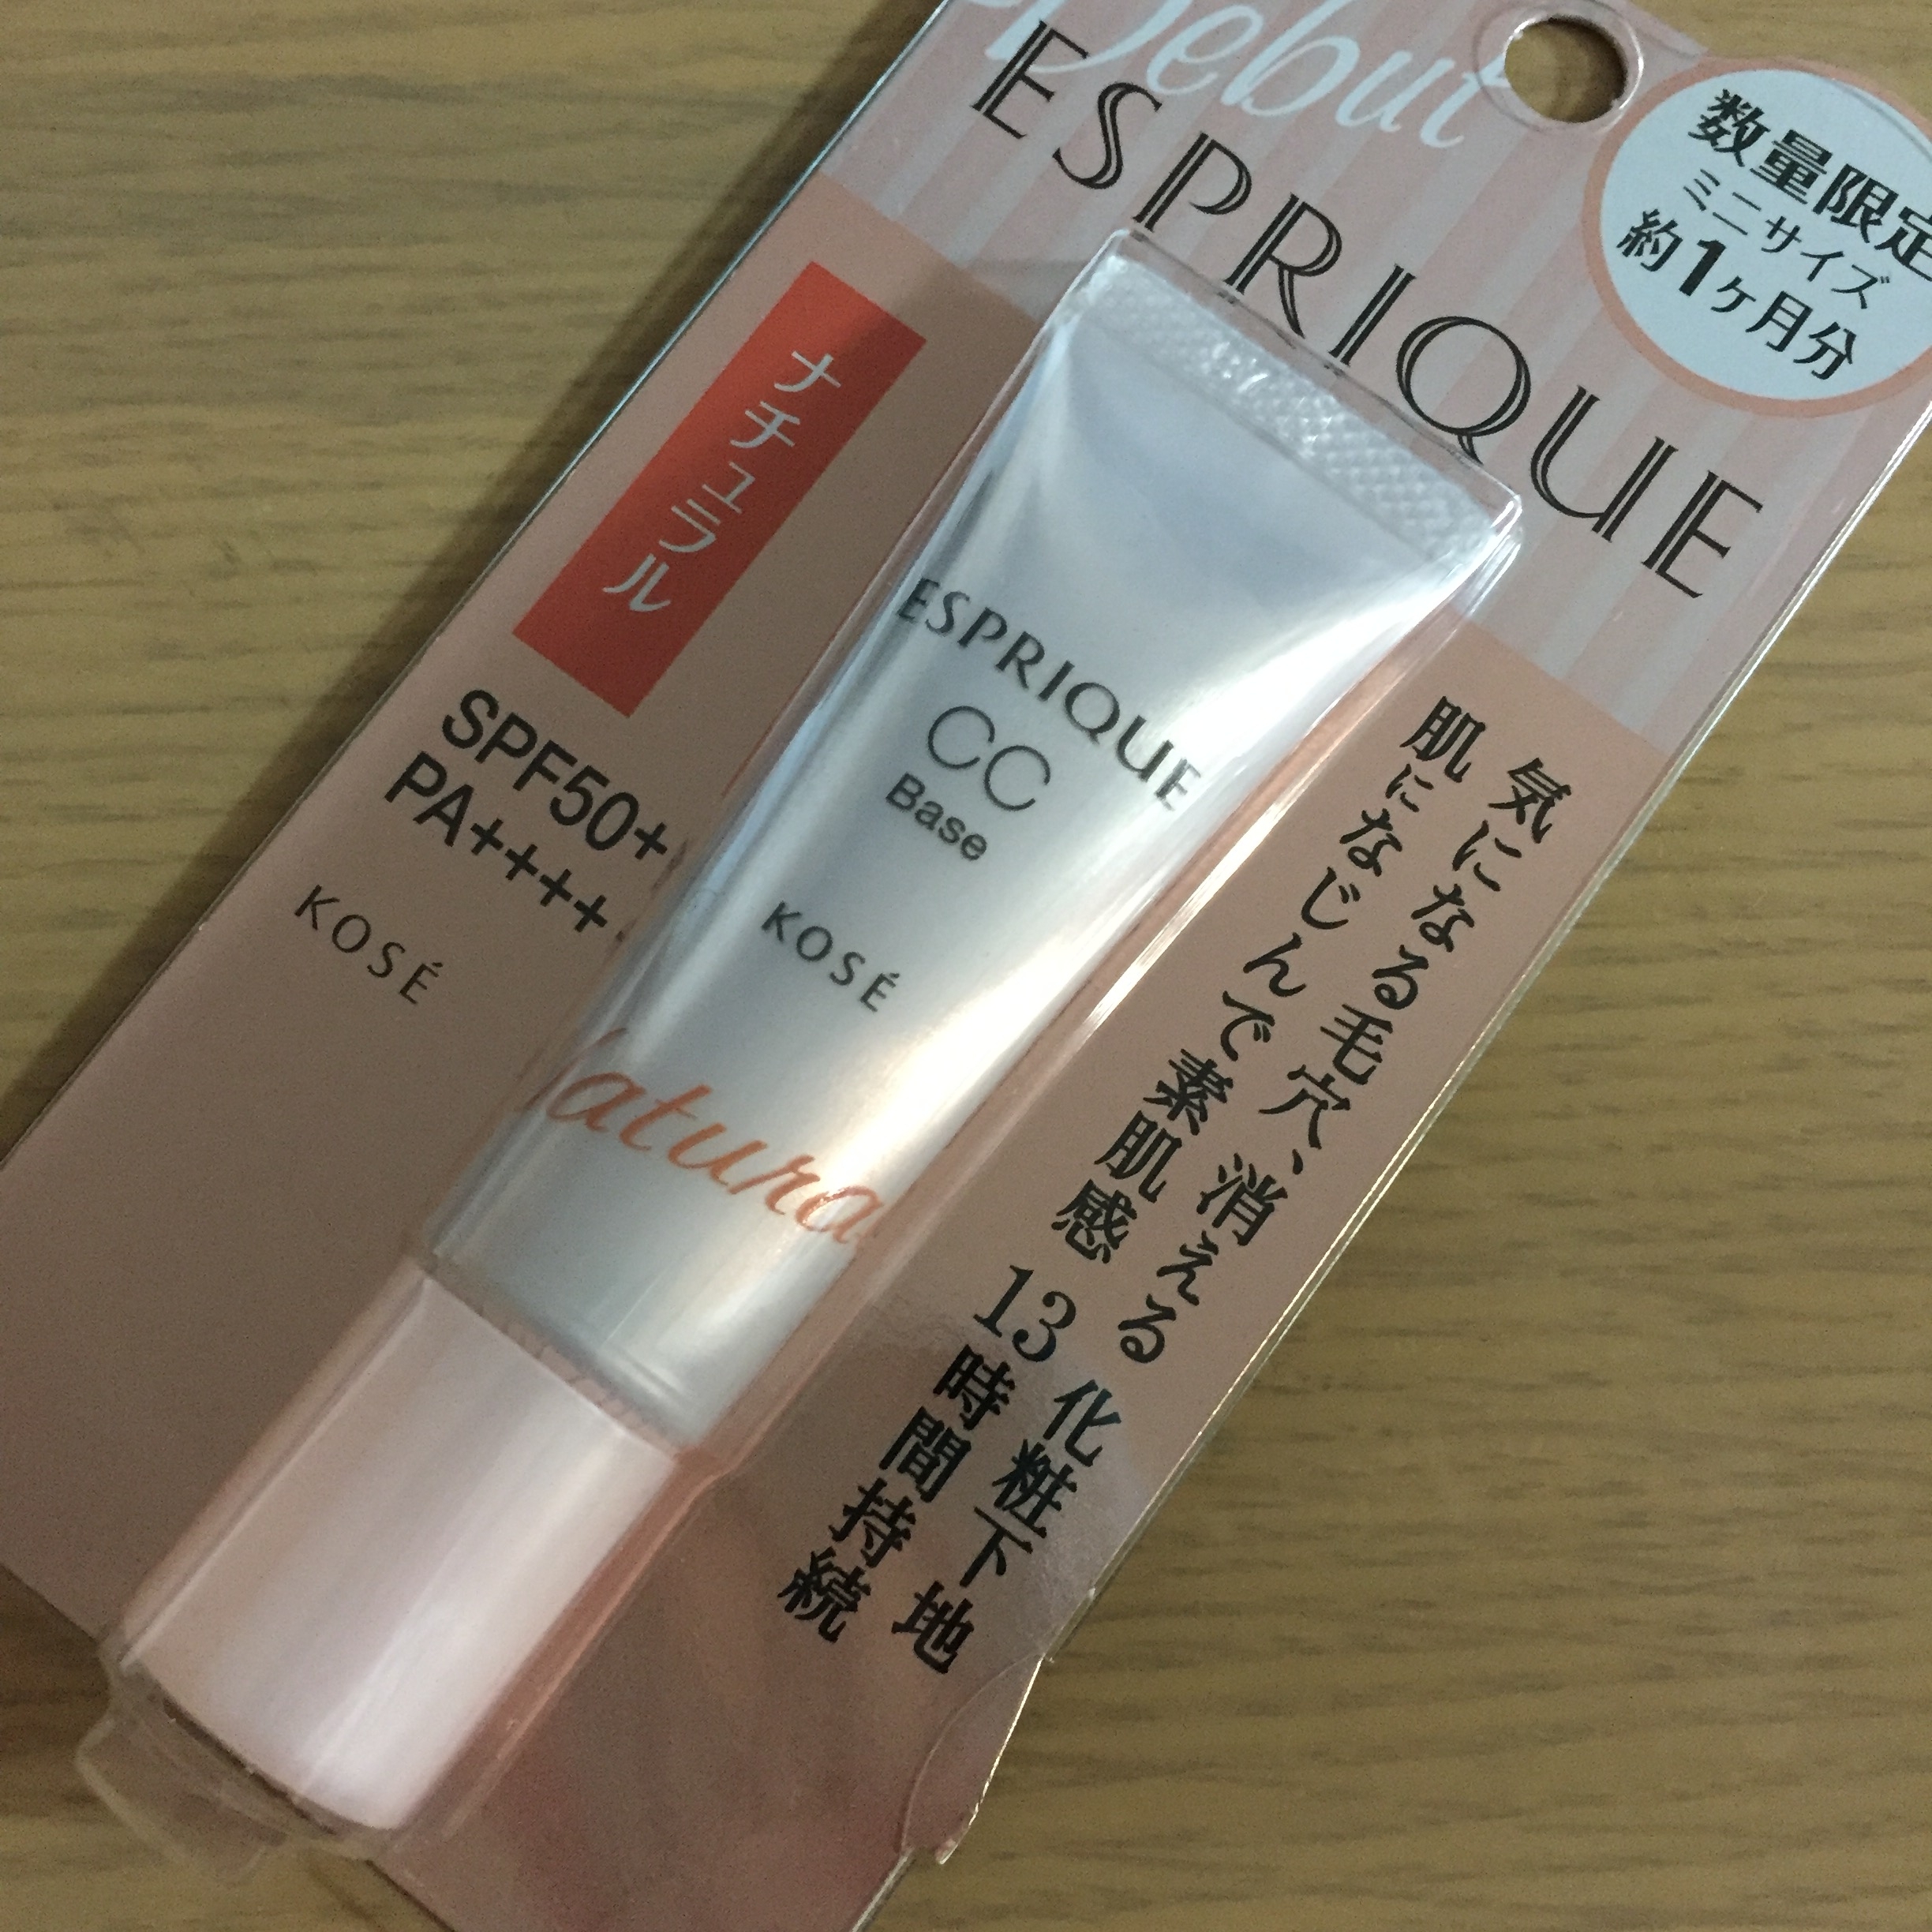 Debut
ESPRIQUE
数量限定
ミニサイズ
約1ヶ月分
ナチュラル
SPF50+
PA++++
KOSÉ
ESPRIQUE
CC
Base
KOSÉ
atura
気になる毛穴、消える化粧下地
肌になじんで素肌感13時間持続